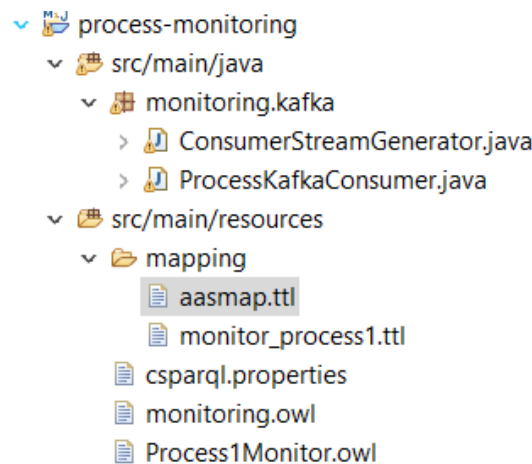 process-monitoring
src/main/java
monitoring.kafka
ConsumerStreamGenerator.java
ProcessKafkaConsumer.java
src/main/resources
mapping
aasmap.ttl
monitor_process1.ttl
csparql.properties
monitoring.owl
Process1Monitor.owl